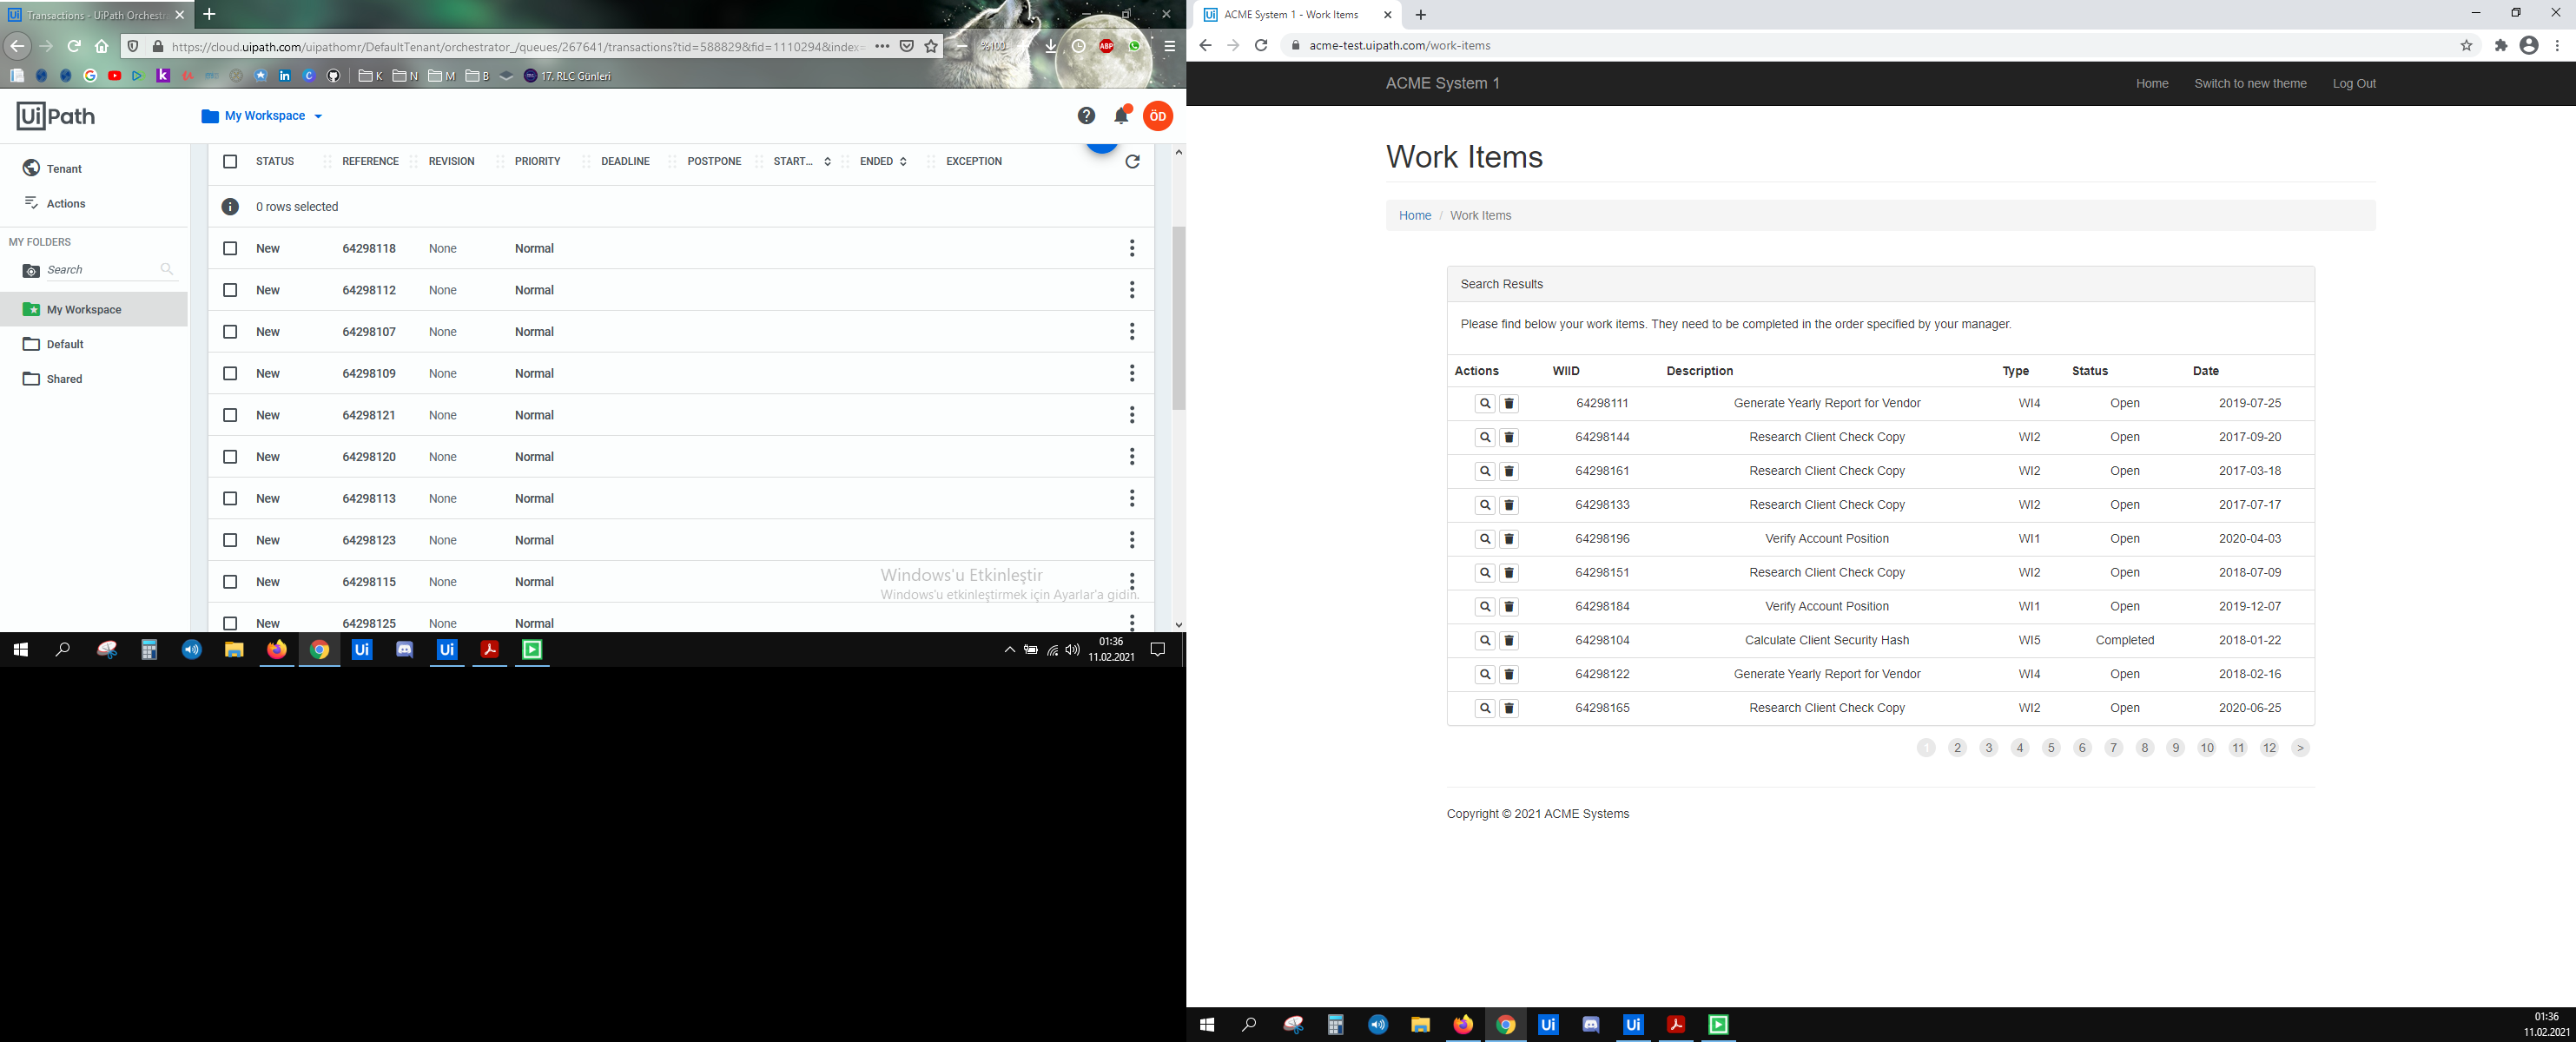 Transactions - UiPath Orchestr
https://cloud.uipath.com/uipathomr/DefaultTenant/orchestrator_/queues/267641/transactions?tid=588829&fid=1110294&index=
%100
K N M B 17. RLC Günleri
UiPath
My Workspace
ÖD
Tenant
Actions
MY FOLDERS
Search
My Workspace
Default
Shared
STATUS REFERENCE REVISION PRIORITY DEADLINE POSTPONE START... ENDED EXCEPTION
0 rows selected
New 64298118 None Normal
New 64298112 None Normal
New 64298107 None Normal
New 64298109 None Normal
New 64298121 None Normal
New 64298120 None Normal
New 64298113 None Normal
New 64298123 None Normal
New 64298115 None Normal
New 64298125 None Normal
Windows'u Etkinleştir
Windows'u etkinleştirmek için Ayarlar'a gidin.
01:36
11.02.2021
ACME System 1 - Work Items
acme-test.uipath.com/work-items
ACME System 1 Home Switch to new theme Log Out
Work Items
Home / Work Items
Search Results
Please find below your work items. They need to be completed in the order specified by your manager.
Actions WIID Description Type Status Date
64298111 Generate Yearly Report for Vendor WI4 Open 2019-07-25
64298144 Research Client Check Copy WI2 Open 2017-09-20
64298161 Research Client Check Copy WI2 Open 2017-03-18
64298133 Research Client Check Copy WI2 Open 2017-07-17
64298196 Verify Account Position WI1 Open 2020-04-03
64298151 Research Client Check Copy WI2 Open 2018-07-09
64298184 Verify Account Position WI1 Open 2019-12-07
64298104 Calculate Client Security Hash WI5 Completed 2018-01-22
64298122 Generate Yearly Report for Vendor WI4 Open 2018-02-16
64298165 Research Client Check Copy WI2 Open 2020-06-25
1 2 3 4 5 6 7 8 9 10 11 12 >
Copyright © 2021 ACME Systems
01:36
11.02.2021